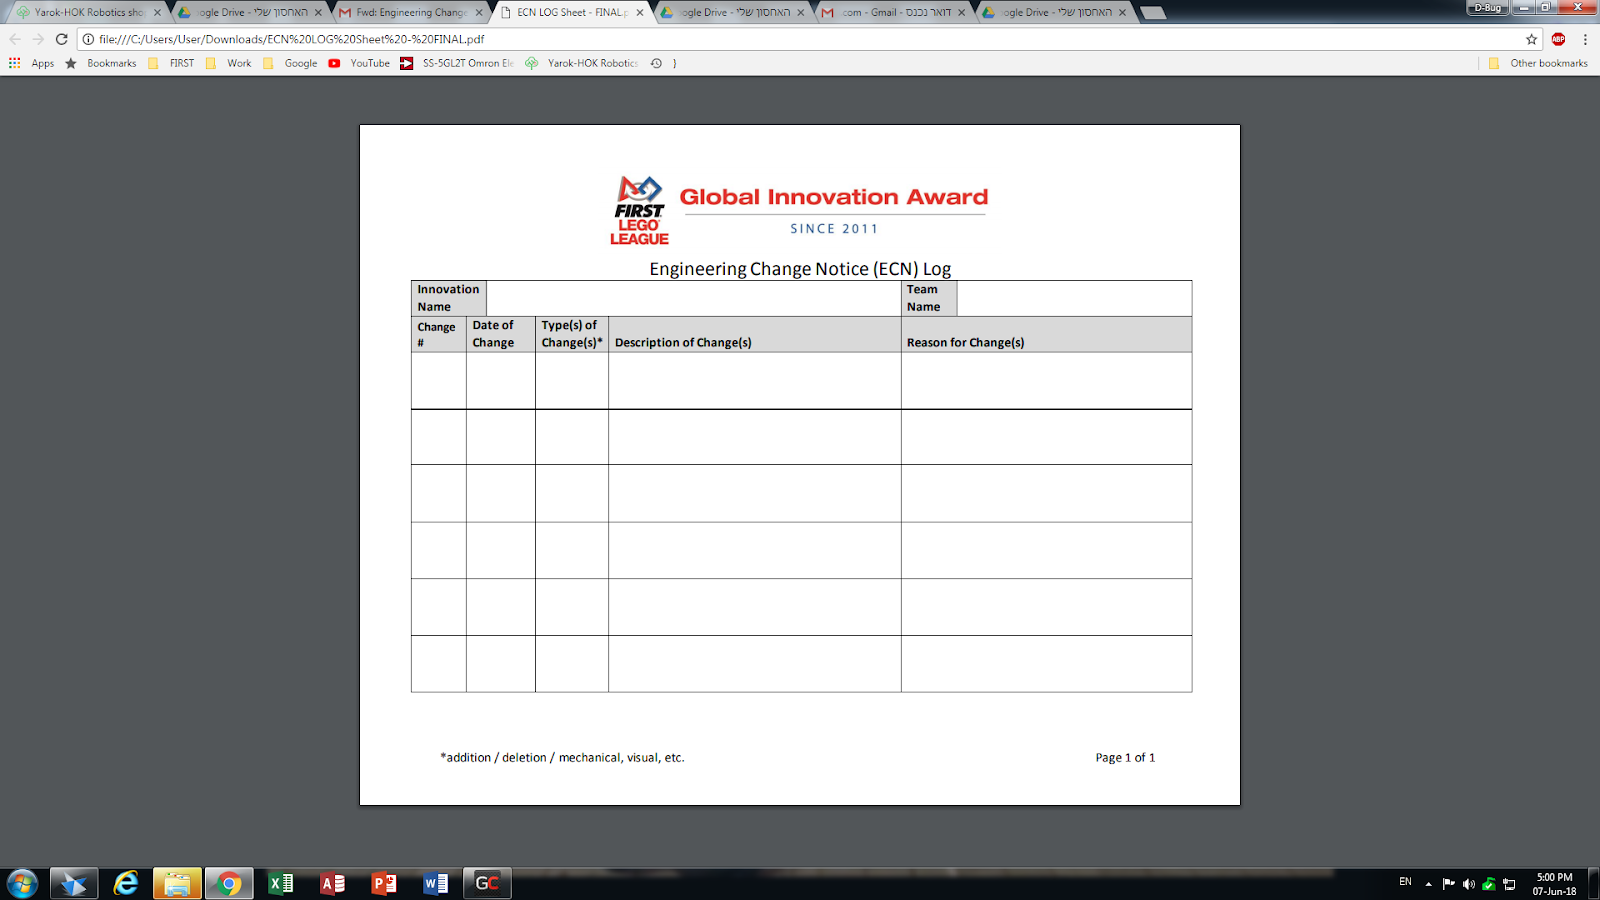 Yarok-HOK Robotics sho
ogle Drive - האחסון שלי
Fwd: Engineering Change
ECN LOG Sheet - FINAL.p
ogle Drive - האחסון שלי
.com - Gmail - דואר נכנס
ogle Drive - האחסון שלי
D-Bug
file:///C:/Users/User/Downloads/ECN%20LOG%20Sheet%20-%20FINAL.pdf
ABP
Apps Bookmarks FIRST Work Google YouTube SS-5GL2T Omron Ele Yarok-HOK Robotics } Other bookmarks
FIRST
LEGO
LEAGUE
Global Innovation Award
SINCE 2011
Engineering Change Notice (ECN) Log
Innovation
Name
Team
Name
Change
#
Date of
Change
Type(s) of
Change(s)*
Description of Change(s)
Reason for Change(s)
*addition / deletion / mechanical, visual, etc.
Page 1 of 1
GC
EN
5:00 PM
07-Jun-18